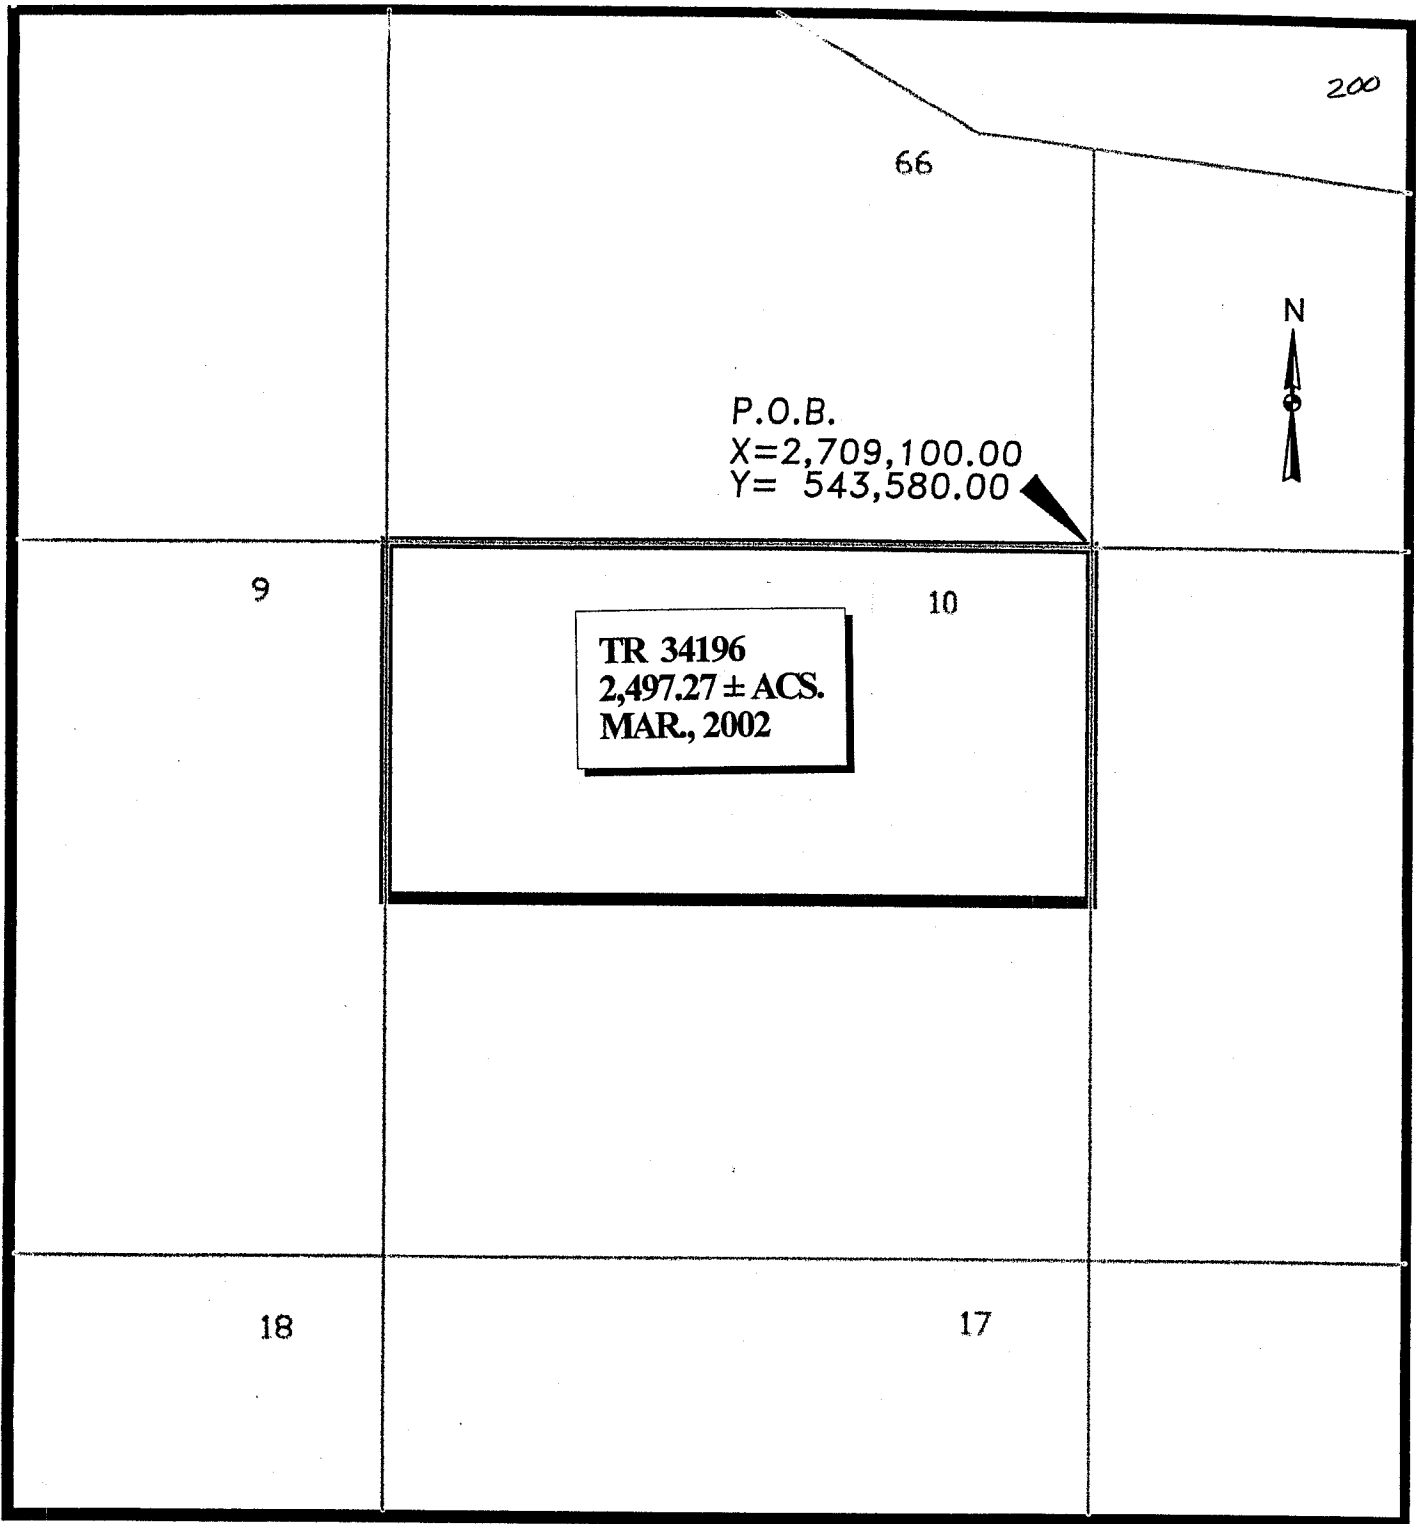 200
66
N
P.O.B.
X=2,709,100.00
Y= 543,580.00
9
10
TR 34196
2,497.27 ± ACS.
MAR., 2002
18
17